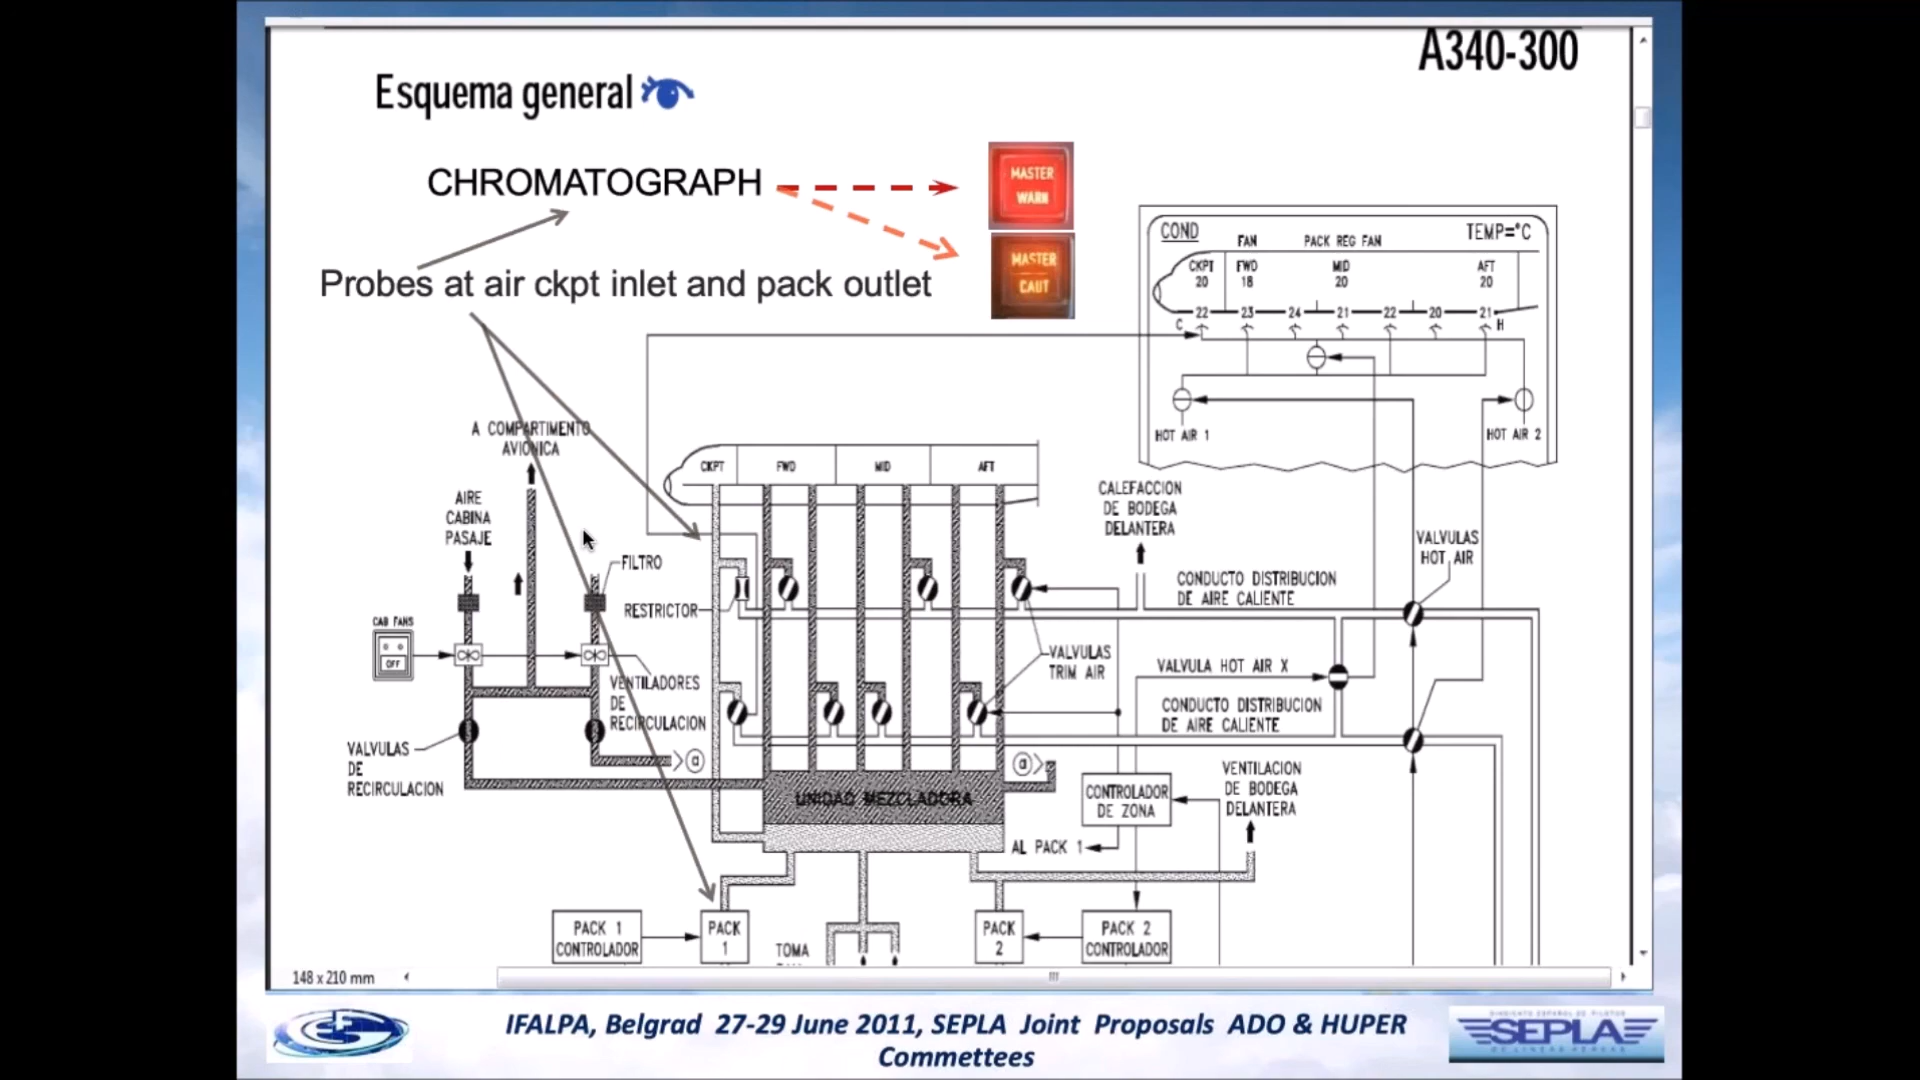 A340-300
Esquema general
CHROMATOGRAPH
MASTER
WARN
Probes at air ckpt inlet and pack outlet
MASTER
CAUT
COND
TEMP=°C
FAN
PACK REG FAN
CKPT
FWD
MID
AFT
20
18
20
20
22
23
24
21
22
20
21
C
H
HOT AIR 1
HOT AIR 2
A COMPARTIMENTO
AVIONICA
AIRE
CABINA
PASAJE
CKPT
FWD
MID
AFT
CALEFACCION
DE BODEGA
DELANTERA
VALVULAS
HOT AIR
FILTRO
RESTRICTOR
CONDUCTO DISTRIBUCION
DE AIRE CALIENTE
CAB FANS
OFF
VALVULAS
TRIM AIR
VALVULA HOT AIR X
VENTILADORES
DE
RECIRCULACION
CONDUCTO DISTRIBUCION
DE AIRE CALIENTE
VALVULAS
DE
RECIRCULACION
a
a
UNIDAD MEZCLADORA
CONTROLADOR
DE ZONA
VENTILACION
DE BODEGA
DELANTERA
AL PACK 1
PACK 1
CONTROLADOR
PACK
1
TOMA
PACK
2
PACK 2
CONTROLADOR
148 x 210 mm
IFALPA, Belgrad 27-29 June 2011, SEPLA Joint Proposals ADO & HUPER
Commettees
SEPLA